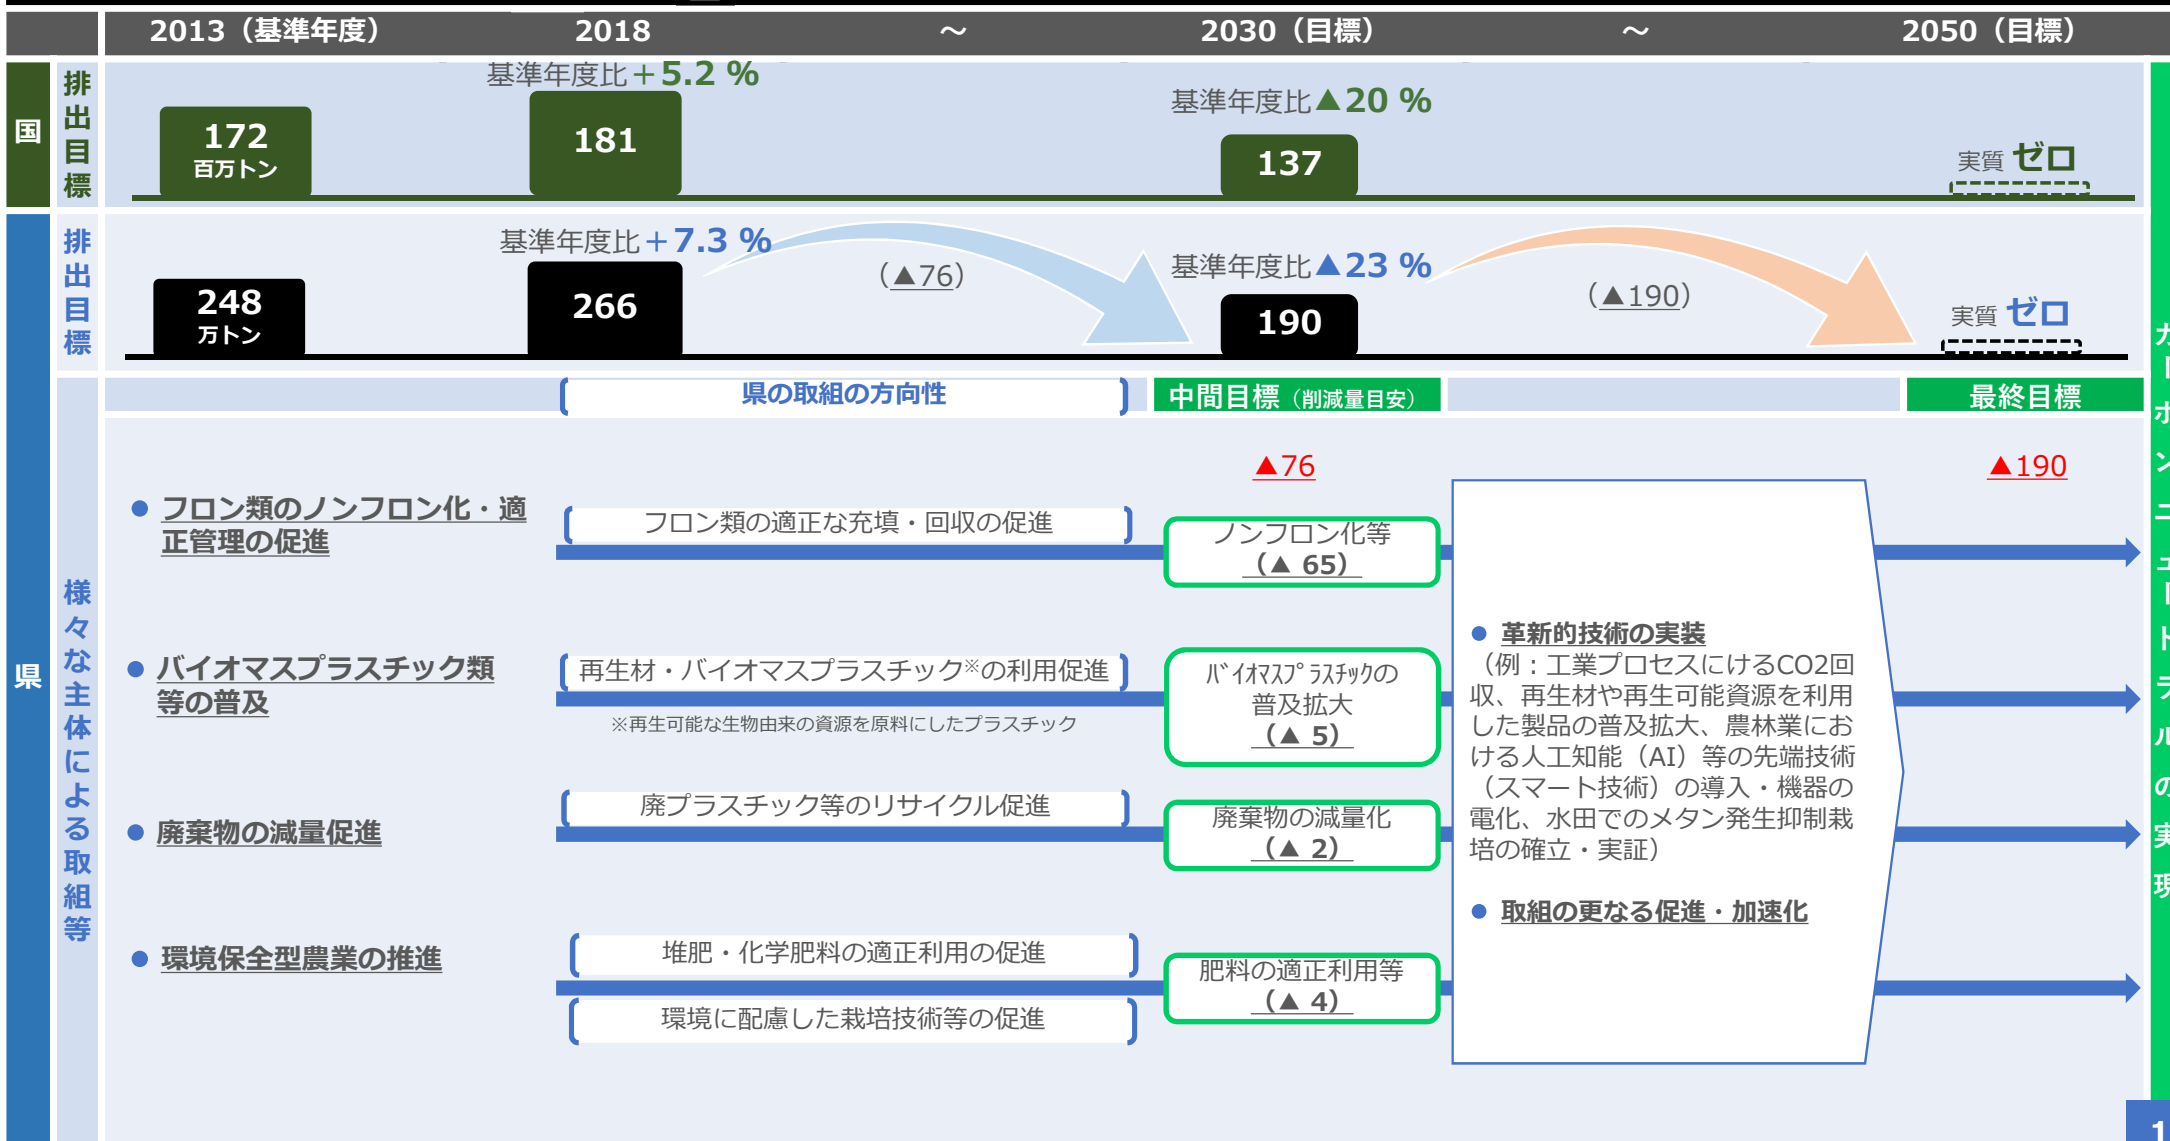 2013（基準年度）
2018
～
2030（目標）
～
2050（目標）
国
排出目標
基準年度比＋5.2 %
基準年度比▲20 %
172
百万トン
181
137
実質 ゼロ
県
排出目標
基準年度比＋7.3 %
（▲76）
基準年度比▲23 %
（▲190）
248
万トン
266
190
実質 ゼロ
県の取組の方向性
中間目標（削減量目安）
最終目標
様々な主体による取組等
▲76
▲190
● フロン類のノンフロン化・適
正管理の促進
フロン類の適正な充填・回収の促進
ノンフロン化等
（▲ 65）
● バイオマスプラスチック類
等の普及
再生材・バイオマスプラスチック※の利用促進
※再生可能な生物由来の資源を原料にしたプラスチック
ﾊﾞｲｵﾏｽﾌﾟﾗｽﾁｯｸの
普及拡大
（▲ 5）
● 廃棄物の減量促進
廃プラスチック等のリサイクル促進
廃棄物の減量化
（▲ 2）
● 環境保全型農業の推進
堆肥・化学肥料の適正利用の促進
環境に配慮した栽培技術等の促進
肥料の適正利用等
（▲ 4）
● 革新的技術の実装
（例：工業プロセスにけるCO2回
収、再生材や再生可能資源を利用
した製品の普及拡大、農林業にお
ける人工知能（AI）等の先端技術
（スマート技術）の導入・機器の
電化、水田でのメタン発生抑制栽
培の確立・実証）
● 取組の更なる促進・加速化
カーボンニュートラルの実現
1